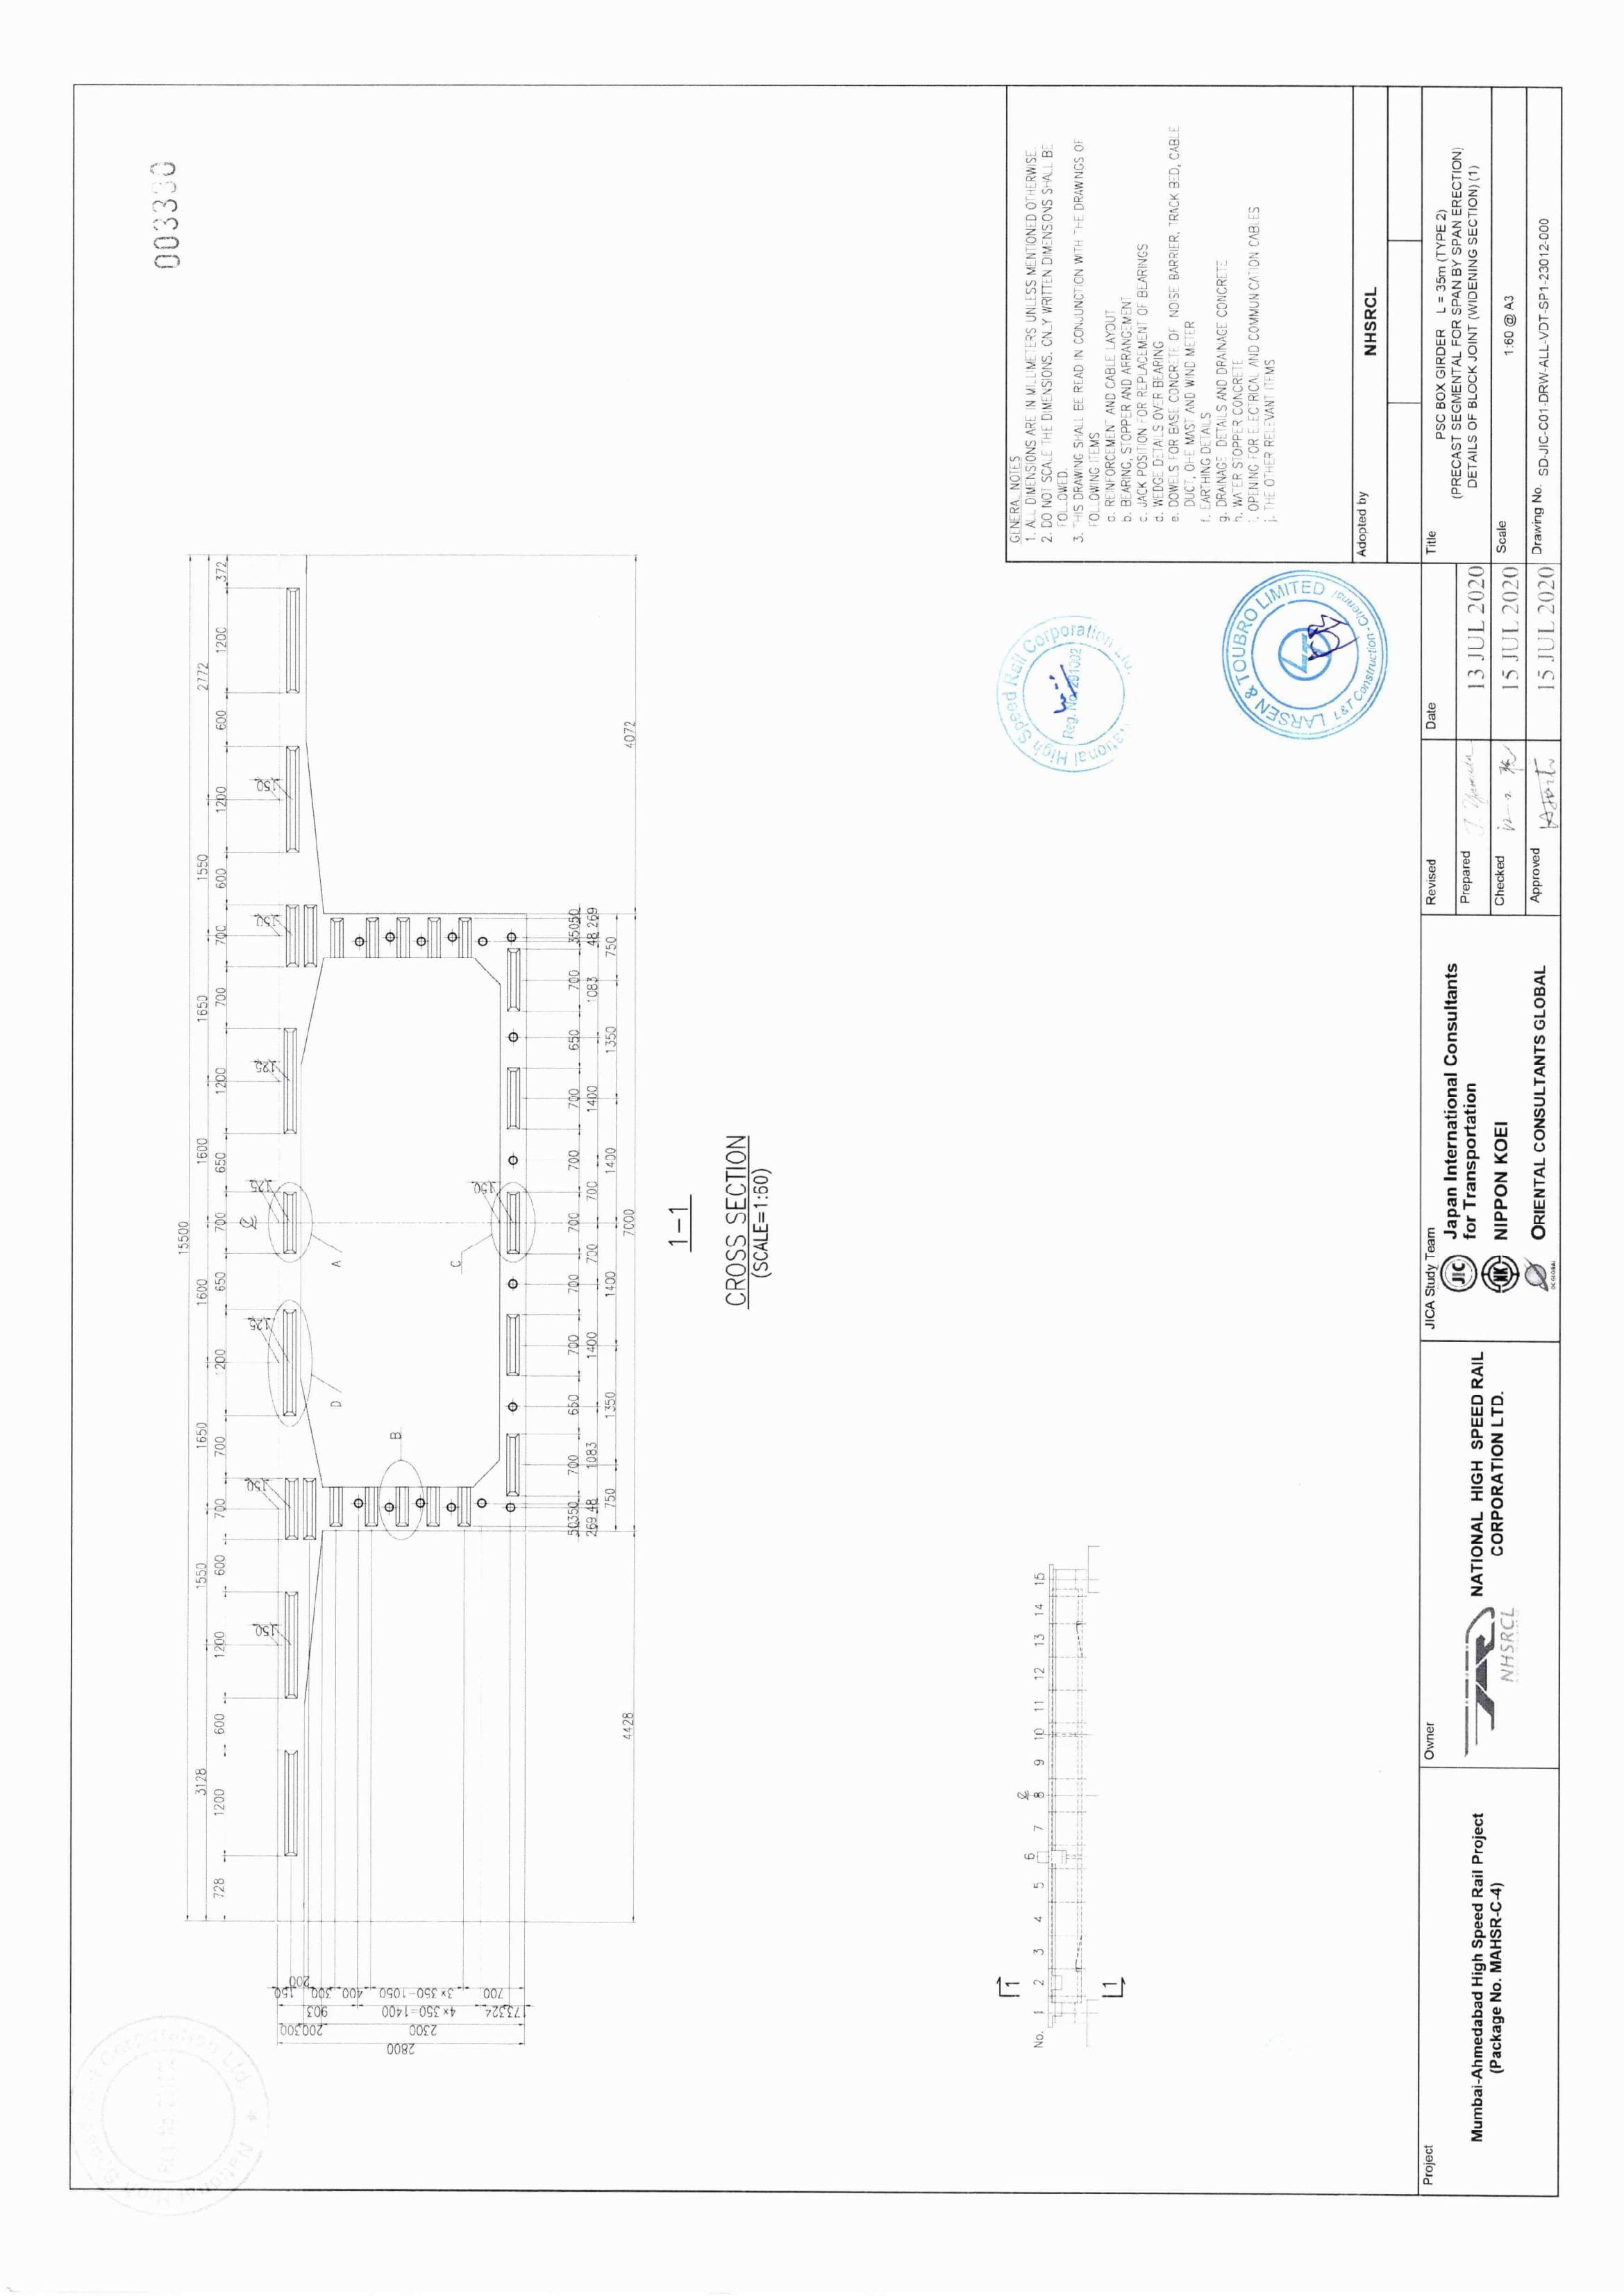 003330
15500
3128 1550 1650 1600 1600 1650 1550 2772
728 1200 600 1200 600 700 700 1200 650 700 650 1200 700 700 600 1200 600 1200 372
150 150 125 125 125 150 150
D A
B
C
150
2800
200 300
2300
903
4×350=1400
173 324
150
200
300
400
3×350=1050
700
50 350 700 650 700 700 700 700 700 650 700 350 50
269 48 1083 1400 700 700 1400 1083 48 269
750 1350 1400 1400 1350 750
4428 7000 4072
1-1
CROSS SECTION
(SCALE=1:60)
1
No. 1 2 3 4 5 6 7 8 9 10 11 12 13 14 15
1
National High Speed Rail Corporation Ltd.
Reg. No. 201002
LARSEN & TOUBRO LIMITED
L&T Construction - Chennai
GENERAL NOTES
1. ALL DIMENSIONS ARE IN MILLIMETERS UNLESS MENTIONED OTHERWISE.
2. DO NOT SCALE THE DIMENSIONS. ONLY WRITTEN DIMENSIONS SHALL BE
FOLLOWED.
3. THIS DRAWING SHALL BE READ IN CONJUNCTION WITH THE DRAWINGS OF
FOLLOWING ITEMS
a. REINFORCEMENT AND CABLE LAYOUT
b. BEARING, STOPPER AND ARRANGEMENT
c. JACK POSITION FOR REPLACEMENT OF BEARINGS
d. WEDGE DETAILS OVER BEARING
e. DOWELS FOR BASE CONCRETE OF NOISE BARRIER, TRACK BED, CABLE
DUCT, OHE MAST AND WIND METER
f. EARTHING DETAILS
g. DRAINAGE DETAILS AND DRAINAGE CONCRETE
h. WATER STOPPER CONCRETE
i. OPENING FOR ELECTRICAL AND COMMUNICATION CABLES
j. THE OTHER RELEVANT ITEMS
Adopted by
NHSRCL
Project
Mumbai-Ahmedabad High Speed Rail Project
(Package No. MAHSR-C-4)
Owner
NHSRCL
NATIONAL HIGH SPEED RAIL
CORPORATION LTD.
JICA Study Team
JIC
Japan International Consultants
for Transportation
NK
NIPPON KOEI
OC GLOBAL
ORIENTAL CONSULTANTS GLOBAL
Revised Date
Prepared 13 JUL 2020
Checked 15 JUL 2020
Approved 15 JUL 2020
Title
PSC BOX GIRDER L = 35m (TYPE 2)
(PRECAST SEGMENTAL FOR SPAN BY SPAN ERECTION)
DETAILS OF BLOCK JOINT (WIDENING SECTION) (1)
Scale 1:60 @ A3
Drawing No. SD-JIC-C01-DRW-ALL-VDT-SP1-23012-000